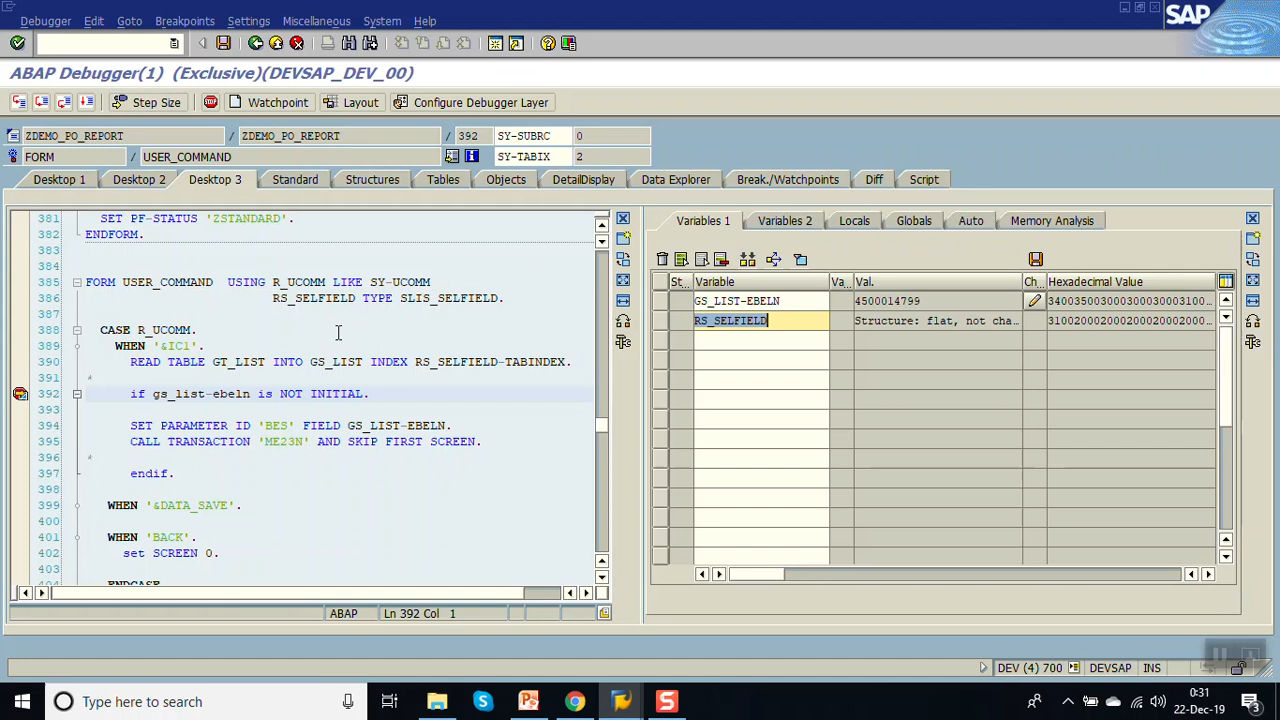 Debugger Edit Goto Breakpoints Settings Miscellaneous System Help
SAP
ABAP Debugger(1) (Exclusive)(DEVSAP_DEV_00)
Step Size Watchpoint Layout Configure Debugger Layer
ZDEMO_PO_REPORT / ZDEMO_PO_REPORT / 392 SY-SUBRC 0
FORM / USER_COMMAND SY-TABIX 2
Desktop 1 Desktop 2 Desktop 3 Standard Structures Tables Objects DetailDisplay Data Explorer Break./Watchpoints Diff Script
381 SET PF-STATUS 'ZSTANDARD'.
382 ENDFORM.
383
384
385 FORM USER_COMMAND USING R_UCOMM LIKE SY-UCOMM
386 RS_SELFIELD TYPE SLIS_SELFIELD.
387
388 CASE R_UCOMM.
389 WHEN '&IC1'.
390 READ TABLE GT_LIST INTO GS_LIST INDEX RS_SELFIELD-TABINDEX.
391 *
392 if gs_list-ebeln is NOT INITIAL.
393
394 SET PARAMETER ID 'BES' FIELD GS_LIST-EBELN.
395 CALL TRANSACTION 'ME23N' AND SKIP FIRST SCREEN.
396 *
397 endif.
398
399 WHEN '&DATA_SAVE'.
400
401 WHEN 'BACK'.
402 set SCREEN 0.
403
404 ENDCASE
ABAP Ln 392 Col 1
Variables 1 Variables 2 Locals Globals Auto Memory Analysis
St... Variable Va... Val. Ch... Hexadecimal Value
GS_LIST-EBELN 4500014799 340035003000300030003100...
RS_SELFIELD Structure: flat, not cha... 310020002000200020002000...
DEV (4) 700 DEVSAP INS
Type here to search
0:31
22-Dec-19
3